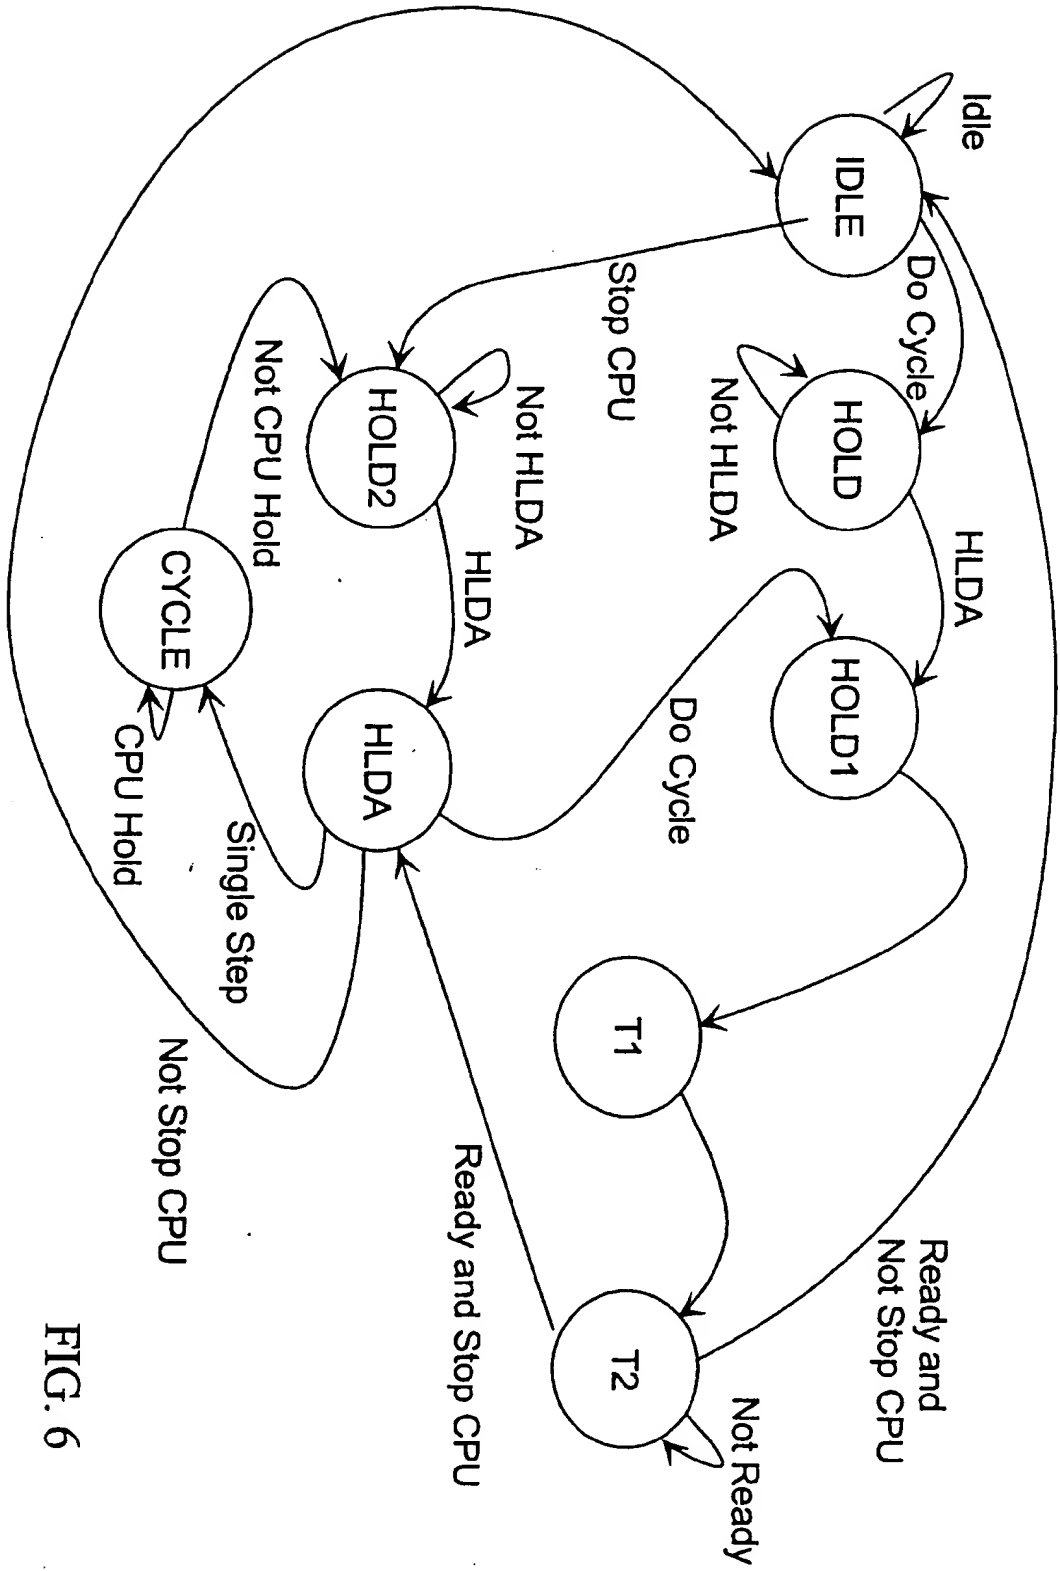 Ready and
Not Stop CPU
Idle
HLDA
Do Cycle
IDLE
HOLD
HOLD1
Not HLDA
Not Ready
Do Cycle
T1
T2
Stop CPU
Not HLDA
HLDA
Ready and Stop CPU
HOLD2
HLDA
Not CPU Hold
Single Step
CYCLE
CPU Hold
Not Stop CPU
FIG. 6